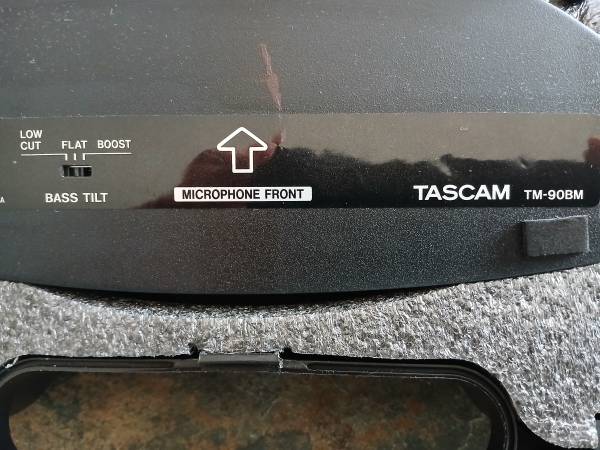 LOW
CUT FLAT BOOST
BASS TILT
MICROPHONE FRONT
TASCAM TM-90BM
A